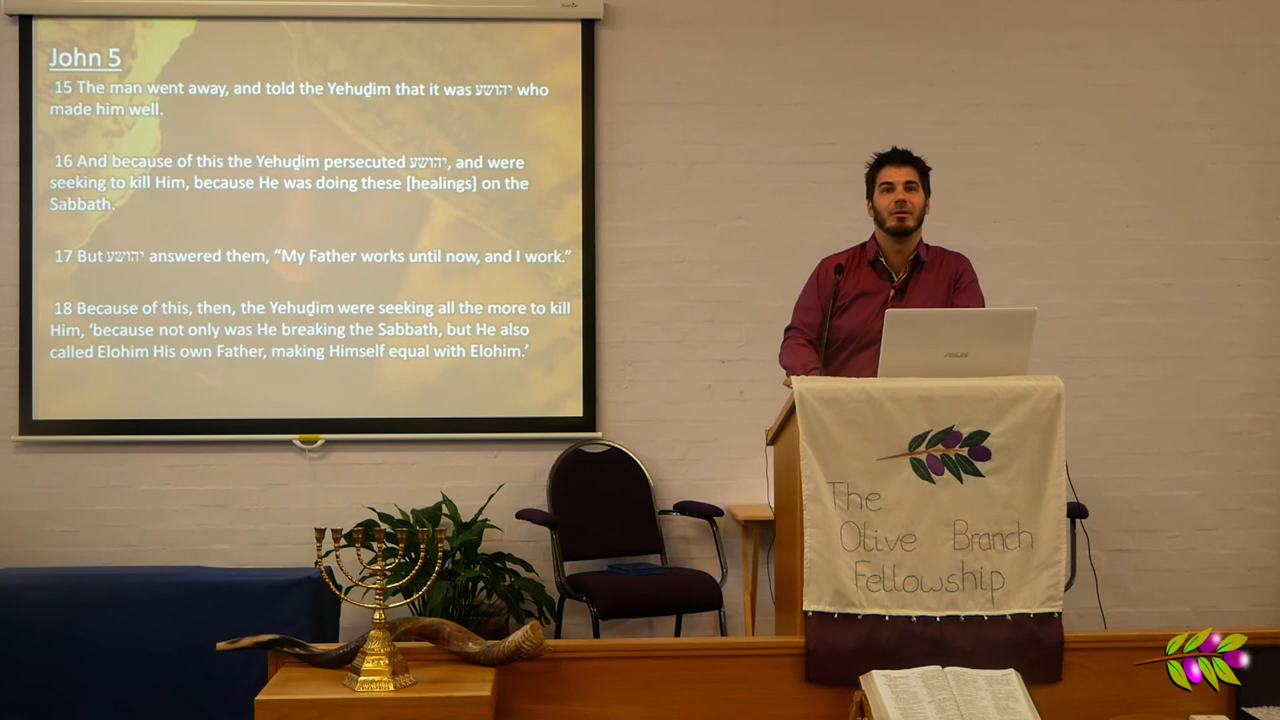 John 5
15 The man went away, and told the Yehuḏim that it was יהושע who
made him well.
16 And because of this the Yehuḏim persecuted יהושע, and were
seeking to kill Him, because He was doing these [healings] on the
Sabbath.
17 But יהושע answered them, “My Father works until now, and I work.”
18 Because of this, then, the Yehuḏim were seeking all the more to kill
Him, ‘because not only was He breaking the Sabbath, but He also
called Elohim His own Father, making Himself equal with Elohim.’
ASUS
The
Olive Branch
Fellowship